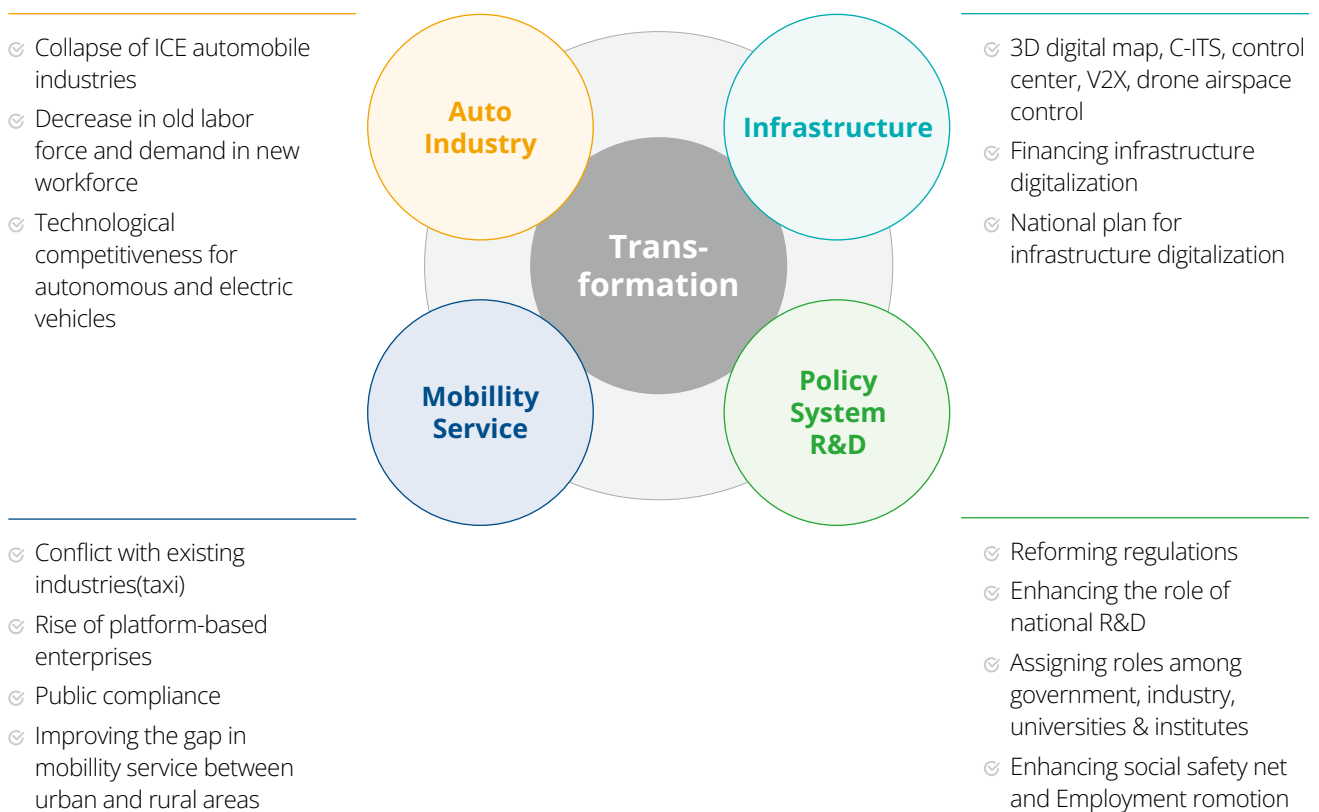 Collapse of ICE automobile
industries
Decrease in old labor
force and demand in new
workforce
Technological
competitiveness for
autonomous and electric
vehicles
Auto
Industry
Infrastructure
Trans-
formation
Mobillity
Service
Policy
System
R&D
3D digital map, C-ITS, control
center, V2X, drone airspace
control
Financing infrastructure
digitalization
National plan for
infrastructure digitalization
Conflict with existing
industries(taxi)
Rise of platform-based
enterprises
Public compliance
Improving the gap in
mobillity service between
urban and rural areas
Reforming regulations
Enhancing the role of
national R&D
Assigning roles among
government, industry,
universities & institutes
Enhancing social safety net
and Employment romotion